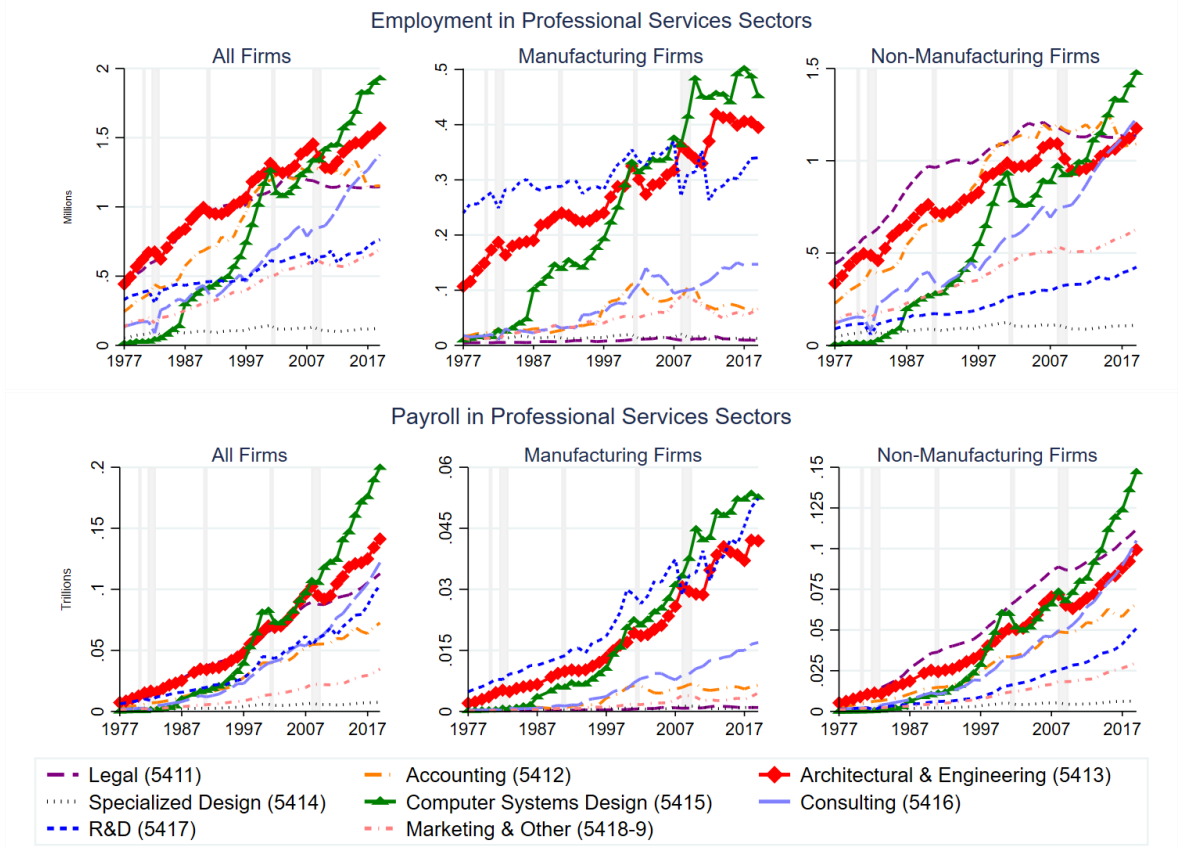 Employment in Professional Services Sectors
All Firms
Manufacturing Firms
Non-Manufacturing Firms
Millions
0 .5 1 1.5 2
1977 1987 1997 2007 2017
0 .1 .2 .3 .4 .5
1977 1987 1997 2007 2017
0 .5 1 1.5
1977 1987 1997 2007 2017
Payroll in Professional Services Sectors
All Firms
Manufacturing Firms
Non-Manufacturing Firms
Trillions
0 .05 .1 .15 .2
1977 1987 1997 2007 2017
0 .015 .03 .045 .06
1977 1987 1997 2007 2017
0 .025 .05 .075 .1 .125 .15
1977 1987 1997 2007 2017
Legal (5411)
Accounting (5412)
Architectural & Engineering (5413)
Specialized Design (5414)
Computer Systems Design (5415)
Consulting (5416)
R&D (5417)
Marketing & Other (5418-9)